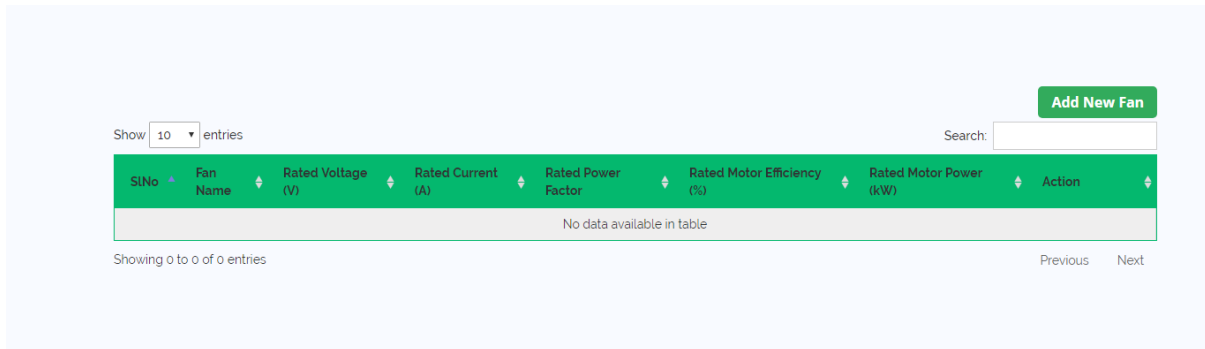 Add New Fan
Show 10 entries
Search:
SlNo Fan Name Rated Voltage (V) Rated Current (A) Rated Power Factor Rated Motor Efficiency (%) Rated Motor Power (kW) Action
No data available in table
Showing 0 to 0 of 0 entries
Previous Next